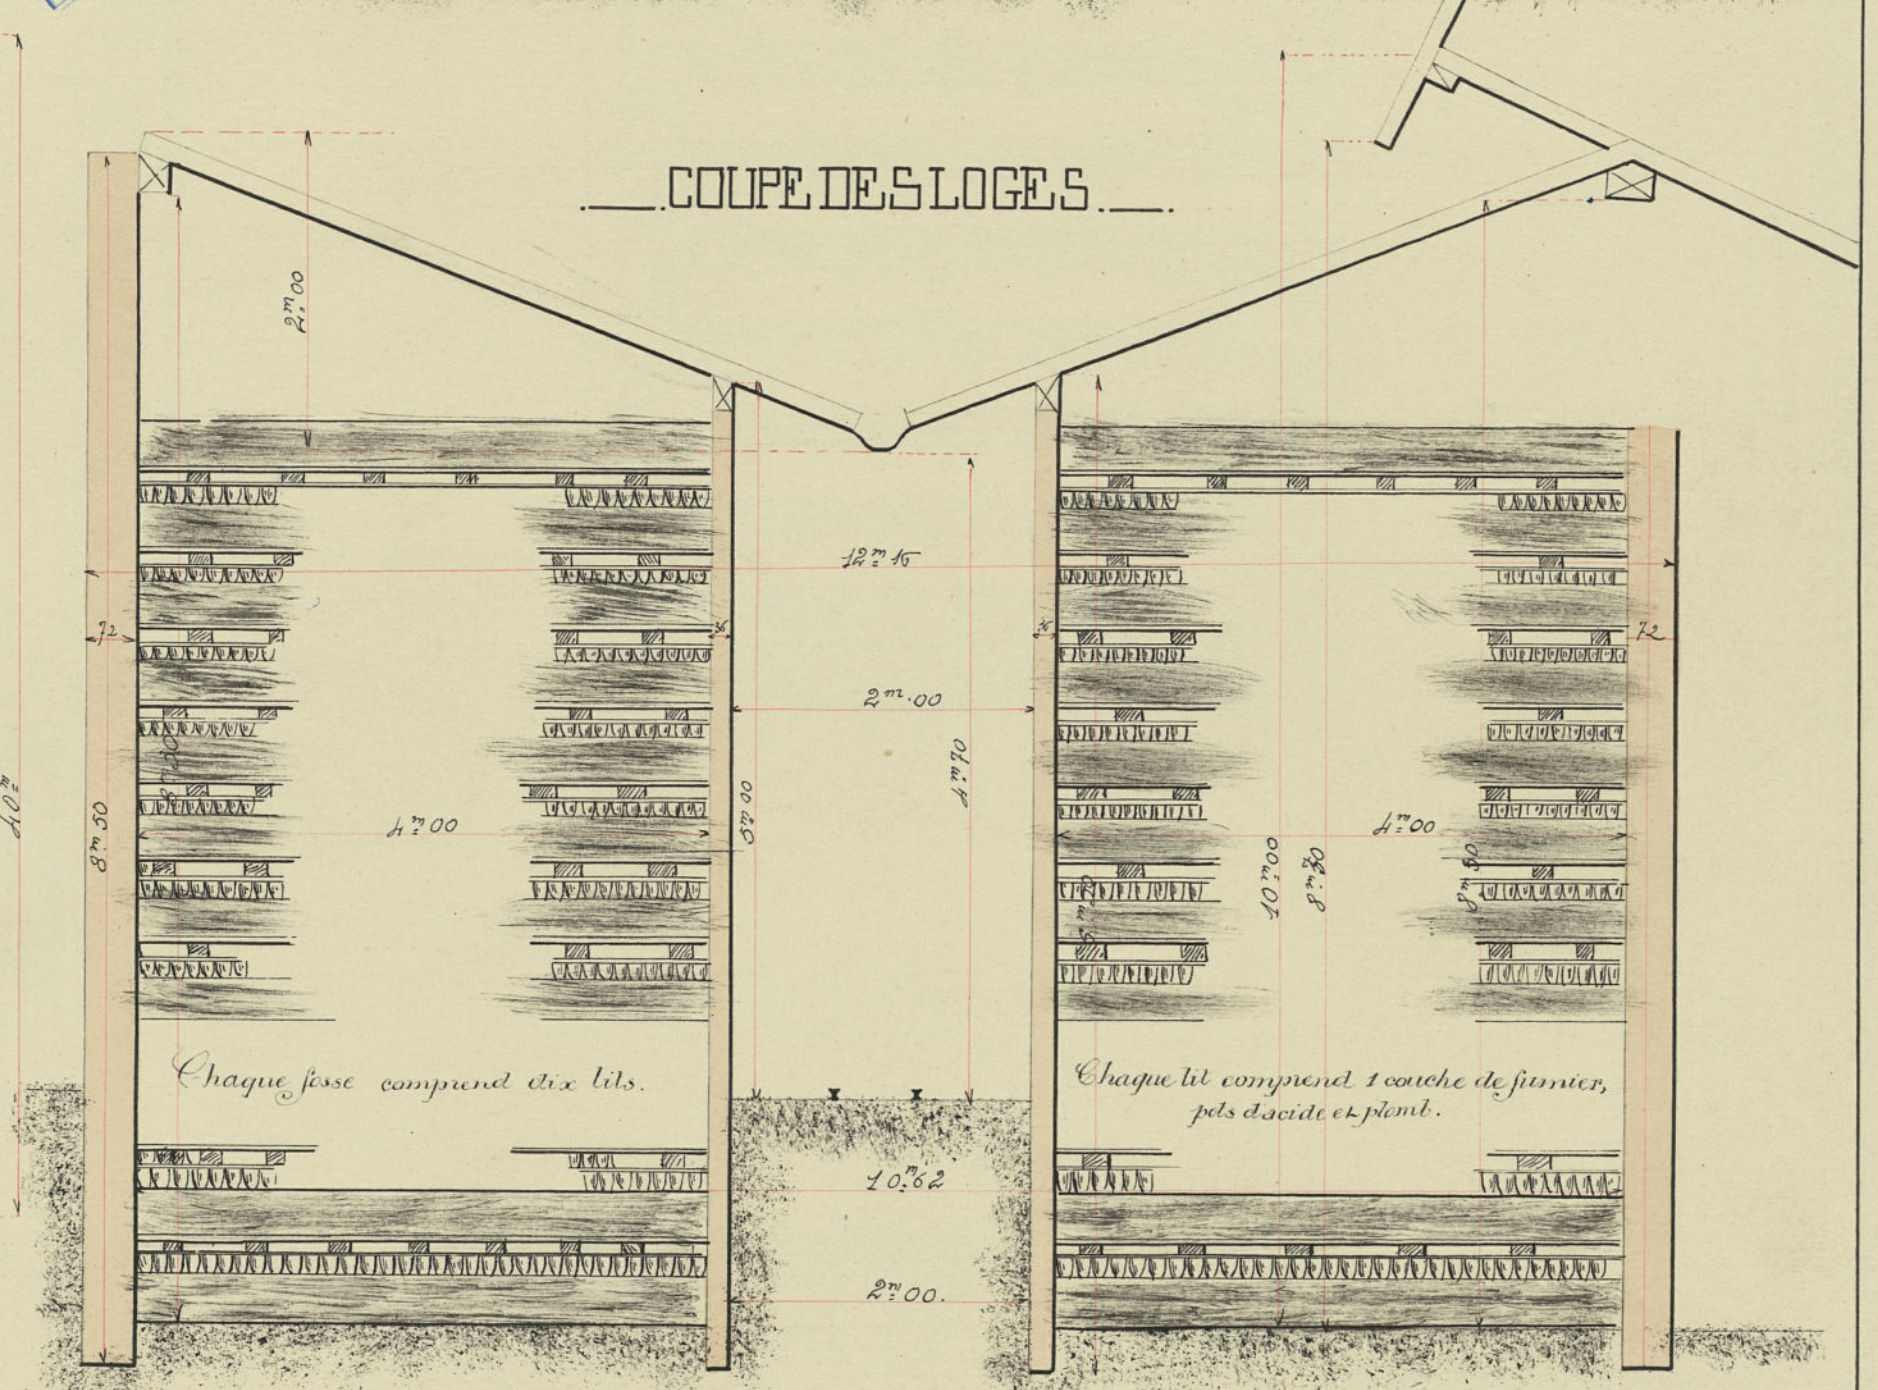 COUPE DES LOGES
2m00
12m16
72
36
36
72
2m.00
8m30
4m00
8m50
5m00
4m70
4m00
10m00
8m50
Chaque fosse comprend dix lits.
Chaque lit comprend 1 couche de fumier,
pots d'acide et plomb.
10m62
2m00.